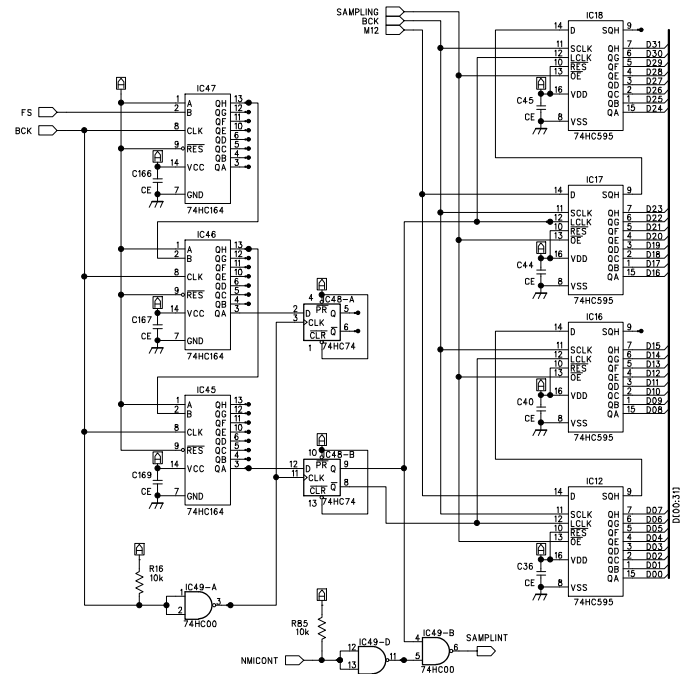 SAMPLING
BCK
M12
IC47
1 A QH 13
2 B QG 12
QF 11
8 CLK QE 10
QD 6
9 RES QC 5
QB 4
14 VCC QA 3
7 GND
74HC164
FS
BCK
C166
CE
IC46
1 A QH 13
2 B QG 12
QF 11
8 CLK QE 10
QD 6
9 RES QC 5
QB 4
14 VCC QA 3
7 GND
74HC164
C167
CE
IC45
1 A QH 13
2 B QG 12
QF 11
8 CLK QE 10
QD 6
9 RES QC 5
QB 4
14 VCC QA 3
7 GND
74HC164
C169
CE
IC48-A
4 PR
2 D Q 5
3 CLK Q 6
CLR
1
74HC74
IC48-B
10 PR
12 D Q 9
11 CLK Q 8
CLR
13
74HC74
R16
10k
IC49-A
1
2
3
74HC00
R85
10k
NMICONT
IC49-D
12
13
11
IC49-B
4
5
6
74HC00
SAMPLINT
IC18
14 D SQH 9
11 SCLK QH 7 D31
12 LCLK QG 6 D30
10 RES QF 5 D29
13 OE QE 4 D28
QD 3 D27
QC 2 D26
16 VDD QB 1 D25
QA 15 D24
8 VSS
74HC595
C45
CE
IC17
14 D SQH 9
11 SCLK QH 7 D23
12 LCLK QG 6 D22
10 RES QF 5 D21
13 OE QE 4 D20
QD 3 D19
QC 2 D18
16 VDD QB 1 D17
QA 15 D16
8 VSS
74HC595
C44
CE
IC16
14 D SQH 9
11 SCLK QH 7 D15
12 LCLK QG 6 D14
10 RES QF 5 D13
13 OE QE 4 D12
QD 3 D11
QC 2 D10
16 VDD QB 1 D09
QA 15 D08
8 VSS
74HC595
C40
CE
IC12
14 D SQH 9
11 SCLK QH 7 D07
12 LCLK QG 6 D06
10 RES QF 5 D05
13 OE QE 4 D04
QD 3 D03
QC 2 D02
16 VDD QB 1 D01
QA 15 D00
8 VSS
74HC595
C36
CE
D[00:31]